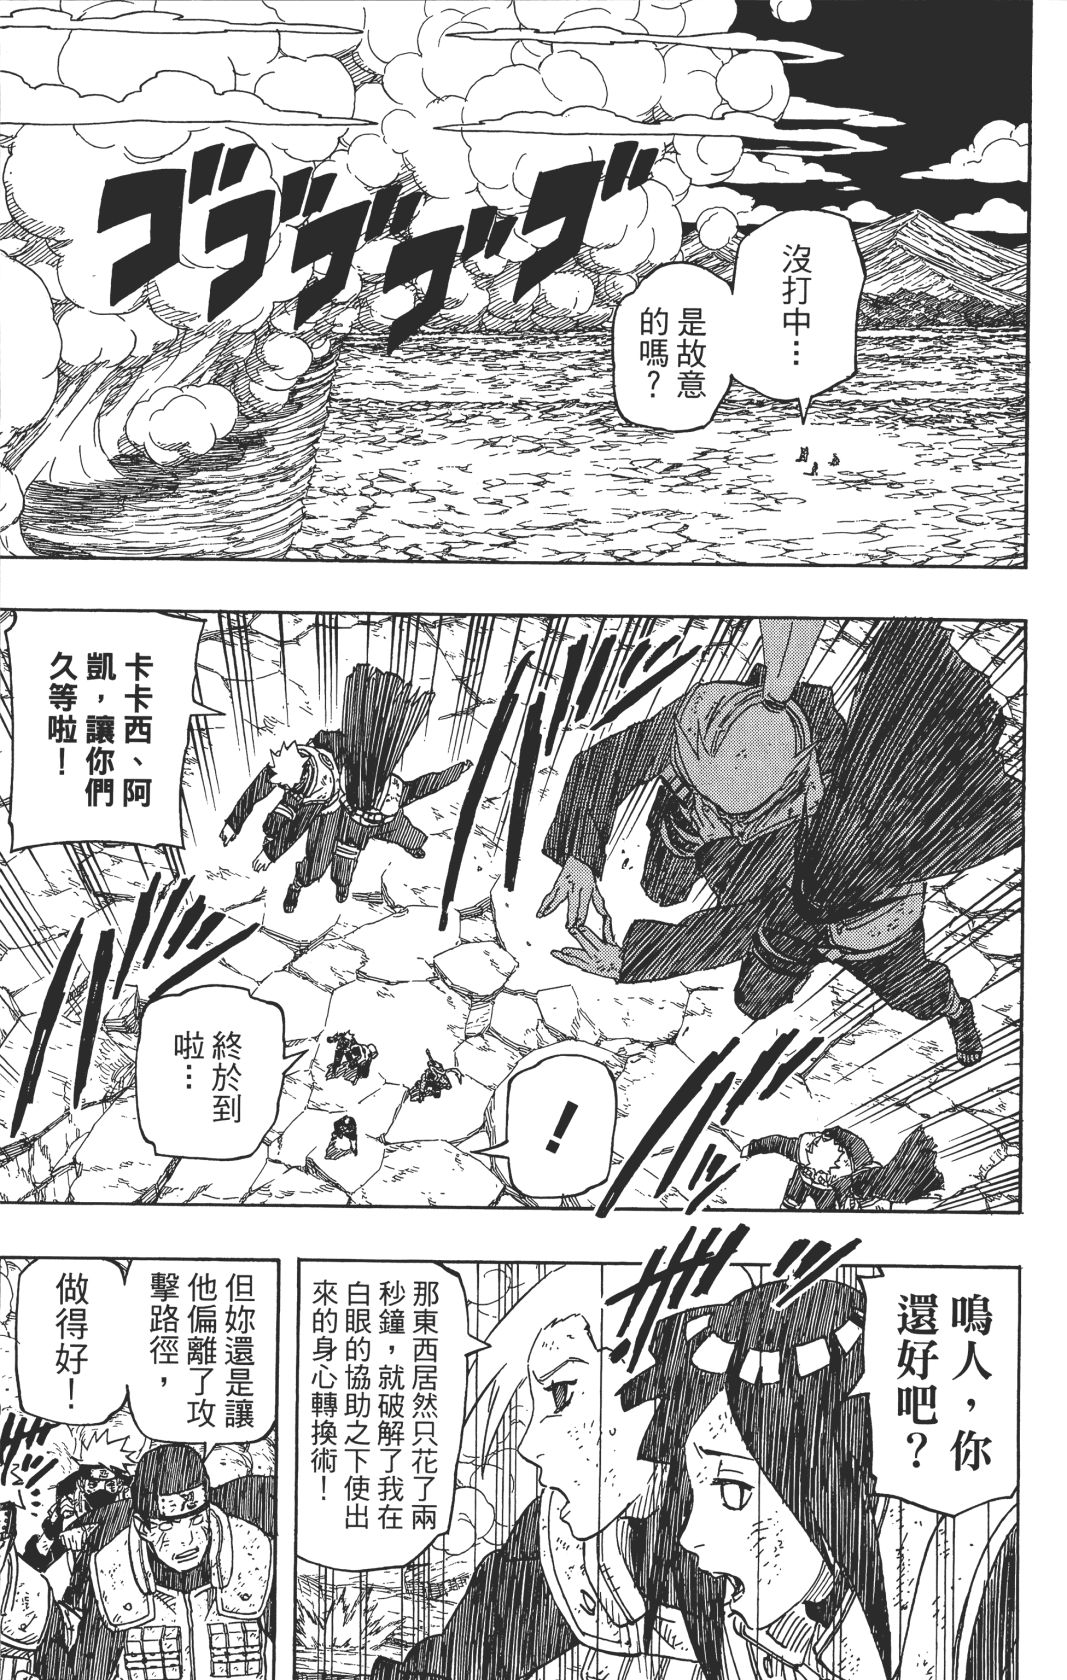 沒打中…
是故意
的嗎？
ゴゴゴゴゴ
卡卡西、阿
凱，讓你們
久等啦！
！
終於到
啦…
鳴人，你
還好吧？
那東西居然只花了兩
秒鐘，就破解了我在
白眼的協助之下使出
來的身心轉換術！
但妳還是讓
他偏離了攻
擊路徑，
做得好！